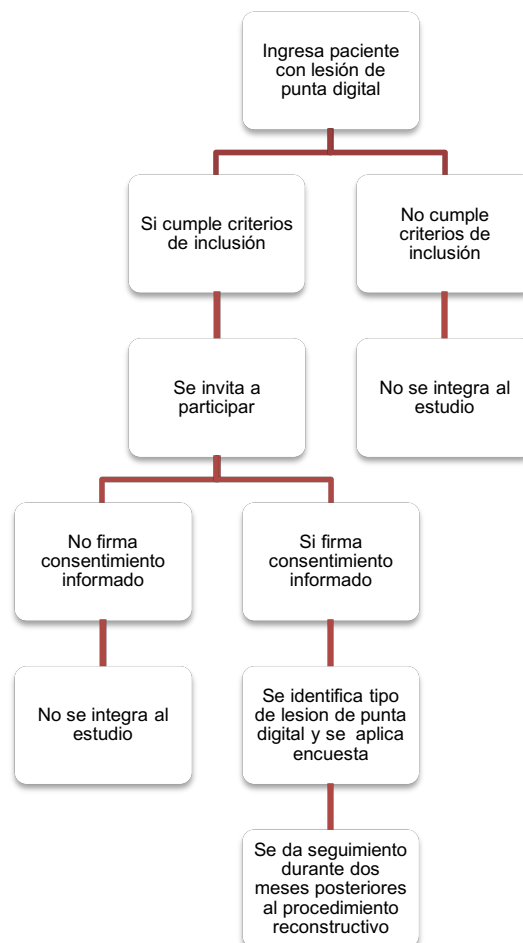 Ingresa paciente
con lesión de
punta digital
Si cumple criterios
de inclusión
No cumple
criterios de
inclusión
Se invita a
participar
No se integra al
estudio
No firma
consentimiento
informado
Si firma
consentimiento
informado
No se integra al
estudio
Se identifica tipo
de lesion de punta
digital y se aplica
encuesta
Se da seguimiento
durante dos
meses posteriores
al procedimiento
reconstructivo